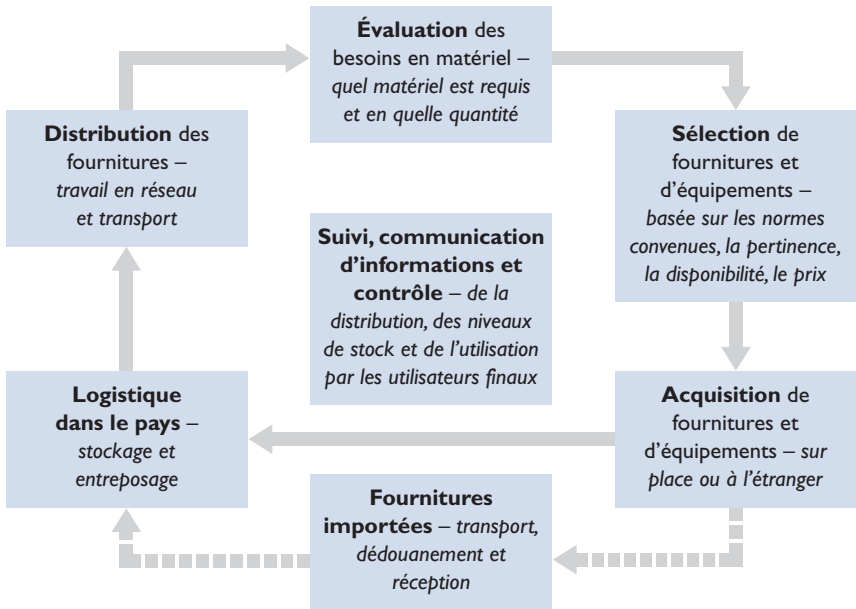 Évaluation des
besoins en matériel –
quel matériel est requis
et en quelle quantité
Distribution des
fournitures –
travail en réseau
et transport
Sélection de
fournitures et
d’équipements –
basée sur les normes
convenues, la pertinence,
la disponibilité, le prix
Suivi, communication
d’informations et
contrôle – de la
distribution, des niveaux
de stock et de l’utilisation
par les utilisateurs finaux
Logistique
dans le pays –
stockage et
entreposage
Acquisition de
fournitures et
d’équipements – sur
place ou à l’étranger
Fournitures
importées – transport,
dédouanement et
réception